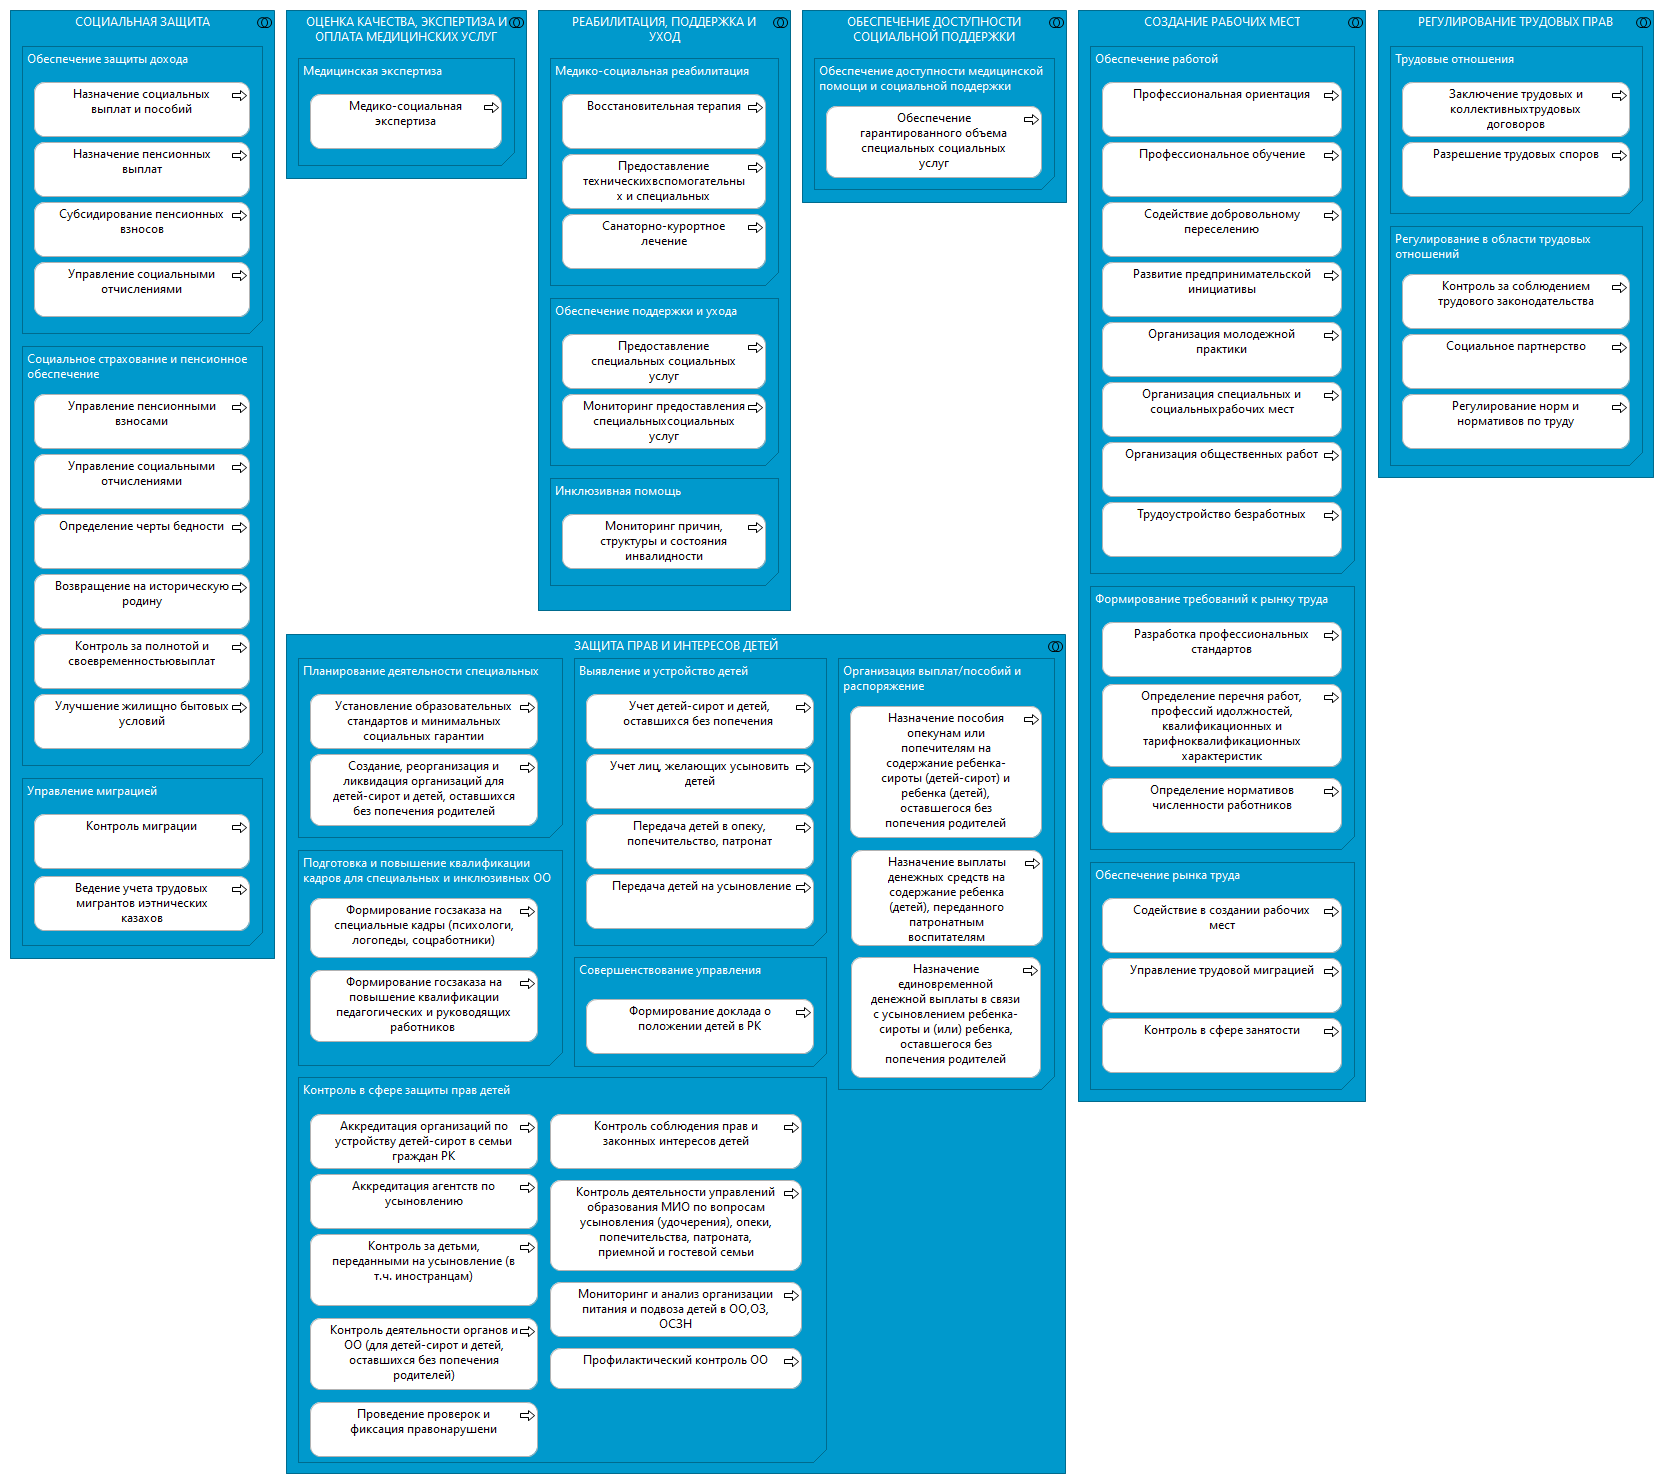 СОЦИАЛЬНАЯ ЗАЩИТА
Обеспечение защиты дохода
Назначение социальных
выплат и пособий
Назначение пенсионных
выплат
Субсидирование пенсионных
взносов
Управление социальными
отчислениями
Социальное страхование и пенсионное
обеспечение
Управление пенсионными
взносами
Управление социальными
отчислениями
Определение черты бедности
Возвращение на историческую
родину
Контроль за полнотой и
своевременностьювыплат
Улучшение жилищно бытовых
условий
Управление миграцией
Контроль миграции
Ведение учета трудовых
мигрантов иэтнических
казахов
ОЦЕНКА КАЧЕСТВА, ЭКСПЕРТИЗА И
ОПЛАТА МЕДИЦИНСКИХ УСЛУГ
Медицинская экспертиза
Медико-социальная
экспертиза
РЕАБИЛИТАЦИЯ, ПОДДЕРЖКА И
УХОД
Медико-социальная реабилитация
Восстановительная терапия
Предоставление
техническихвспомогательны
х и специальных
Санаторно-курортное
лечение
Обеспечение поддержки и ухода
Предоставление
специальных социальных
услуг
Мониторинг предоставления
специальныхсоциальных
услуг
Инклюзивная помощь
Мониторинг причин,
структуры и состояния
инвалидности
ОБЕСПЕЧЕНИЕ ДОСТУПНОСТИ
СОЦИАЛЬНОЙ ПОДДЕРЖКИ
Обеспечение доступности медицинской
помощи и социальной поддержки
Обеспечение
гарантированного объема
специальных социальных
услуг
СОЗДАНИЕ РАБОЧИХ МЕСТ
Обеспечение работой
Профессиональная ориентация
Профессиональное обучение
Содействие добровольному
переселению
Развитие предпринимательской
инициативы
Организация молодежной
практики
Организация специальных и
социальныхрабочих мест
Организация общественных работ
Трудоустройство безработных
Формирование требований к рынку труда
Разработка профессиональных
стандартов
Определение перечня работ,
профессий идолжностей,
квалификационных и
тарифноквалификационных
характеристик
Определение нормативов
численности работников
Обеспечение рынка труда
Содействие в создании рабочих
мест
Управление трудовой миграцией
Контроль в сфере занятости
РЕГУЛИРОВАНИЕ ТРУДОВЫХ ПРАВ
Трудовые отношения
Заключение трудовых и
коллективныхтрудовых
договоров
Разрешение трудовых споров
Регулирование в области трудовых
отношений
Контроль за соблюдением
трудового законодательства
Социальное партнерство
Регулирование норм и
нормативов по труду
ЗАЩИТА ПРАВ И ИНТЕРЕСОВ ДЕТЕЙ
Планирование деятельности специальных
Установление образовательных
стандартов и минимальных
социальных гарантии
Создание, реорганизация и
ликвидация организаций для
детей-сирот и детей, оставшихся
без попечения родителей
Подготовка и повышение квалификации
кадров для специальных и инклюзивных ОО
Формирование госзаказа на
специальные кадры (психологи,
логопеды, соцработники)
Формирование госзаказа на
повышение квалификации
педагогических и руководящих
работников
Выявление и устройство детей
Учет детей-сирот и детей,
оставшихся без попечения
Учет лиц, желающих усыновить
детей
Передача детей в опеку,
попечительство, патронат
Передача детей на усыновление
Совершенствование управления
Формирование доклада о
положении детей в РК
Организация выплат/пособий и
распоряжение
Назначение пособия
опекунам или
попечителям на
содержание ребенка-
сироты (детей-сирот) и
ребенка (детей),
оставшегося без
попечения родителей
Назначение выплаты
денежных средств на
содержание ребенка
(детей), переданного
патронатным
воспитателям
Назначение
единовременной
денежной выплаты в связи
с усыновлением ребенка-
сироты и (или) ребенка,
оставшегося без
попечения родителей
Контроль в сфере защиты прав детей
Аккредитация организаций по
устройству детей-сирот в семьи
граждан РК
Аккредитация агентств по
усыновлению
Контроль за детьми,
переданными на усыновление (в
т.ч. иностранцам)
Контроль деятельности органов и
ОО (для детей-сирот и детей,
оставшихся без попечения
родителей)
Проведение проверок и
фиксация правонарушени
Контроль соблюдения прав и
законных интересов детей
Контроль деятельности управлений
образования МИО по вопросам
усыновления (удочерения), опеки,
попечительства, патроната,
приемной и гостевой семьи
Мониторинг и анализ организации
питания и подвоза детей в ОО,ОЗ,
ОСЗН
Профилактический контроль ОО